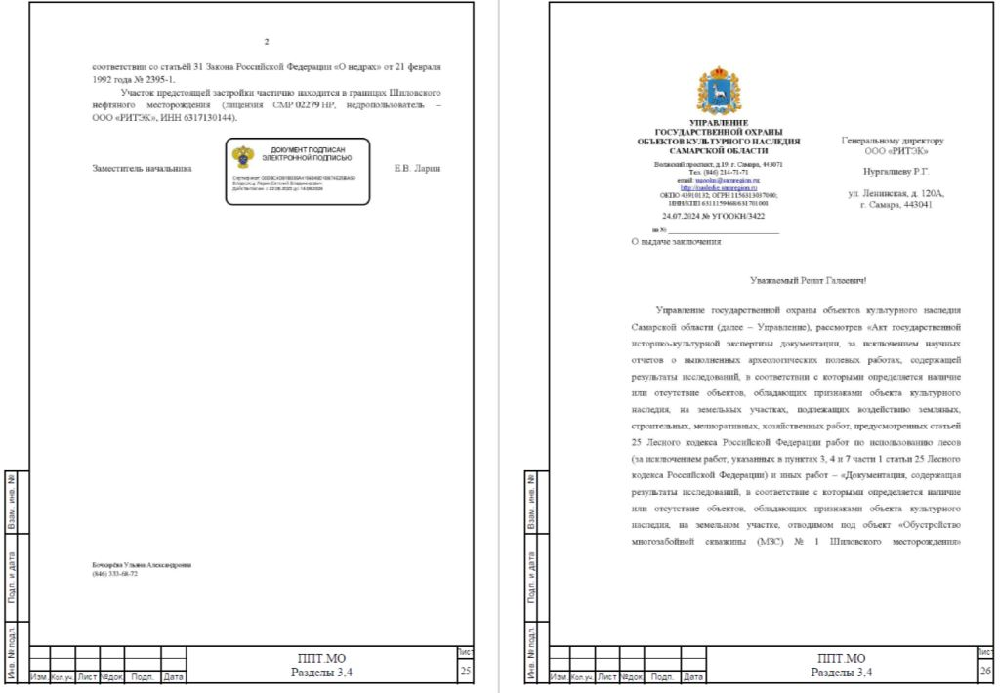 2
соответствии со статьёй 31 Закона Российской Федерации «О недрах» от 21 февраля
1992 года № 2395-1.
Участок предстоящей застройки частично находится в границах Шиловского
нефтяного месторождения (лицензия СМР 02279 НР, недропользователь –
ООО «РИТЭК», ИНН 6317130144).
ДОКУМЕНТ ПОДПИСАН
ЭЛЕКТРОННОЙ ПОДПИСЬЮ
Сертификат
Владелец Ларин Евгений Владимирович
Действителен
Заместитель начальника
Е.В. Ларин
Бочкарёва Ульяна Александровна
(846) 333-68-72
Взам. инв. №
Подп. и дата
Инв. № подл.
Изм. Кол.уч. Лист №док. Подп. Дата
ППТ.МО
Разделы 3,4
Лист
25
УПРАВЛЕНИЕ
ГОСУДАРСТВЕННОЙ ОХРАНЫ
ОБЪЕКТОВ КУЛЬТУРНОГО НАСЛЕДИЯ
САМАРСКОЙ ОБЛАСТИ
Волжский проспект, д.19, г. Самара, 443071
Тел. (846) 214-71-71
email: ugookn@samregion.ru;
http://nasledie.samregion.ru
ОКПО 43910132; ОГРН 1156313037000;
ИНН/КПП 6311159468/631701001
24.07.2024 № УГООКН/3422
на №
О выдаче заключения
Генеральному директору
ООО «РИТЭК»
Нургалиеву Р.Г.
ул. Ленинская, д. 120А,
г. Самара, 443041
Уважаемый Ренат Галеевич!
Управление государственной охраны объектов культурного наследия
Самарской области (далее – Управление), рассмотрев «Акт государственной
историко-культурной экспертизы документации, за исключением научных
отчетов о выполненных археологических полевых работах, содержащей
результаты исследований, в соответствии с которыми определяется наличие
или отсутствие объектов, обладающих признаками объекта культурного
наследия, на земельных участках, подлежащих воздействию земляных,
строительных, мелиоративных, хозяйственных работ, предусмотренных статьей
25 Лесного кодекса Российской Федерации работ по использованию лесов
(за исключением работ, указанных в пунктах 3, 4 и 7 части 1 статьи 25 Лесного
кодекса Российской Федерации) и иных работ – «Документация, содержащая
результаты исследований, в соответствие с которыми определяется наличие
или отсутствие объектов, обладающих признаками объекта культурного
наследия, на земельном участке, отводимом под объект «Обустройство
многозабойной скважины (МЗС) № 1 Шиловского месторождения»
Взам. инв. №
Подп. и дата
Инв. № подл.
Изм. Кол.уч. Лист №док. Подп. Дата
ППТ.МО
Разделы 3,4
Лист
26